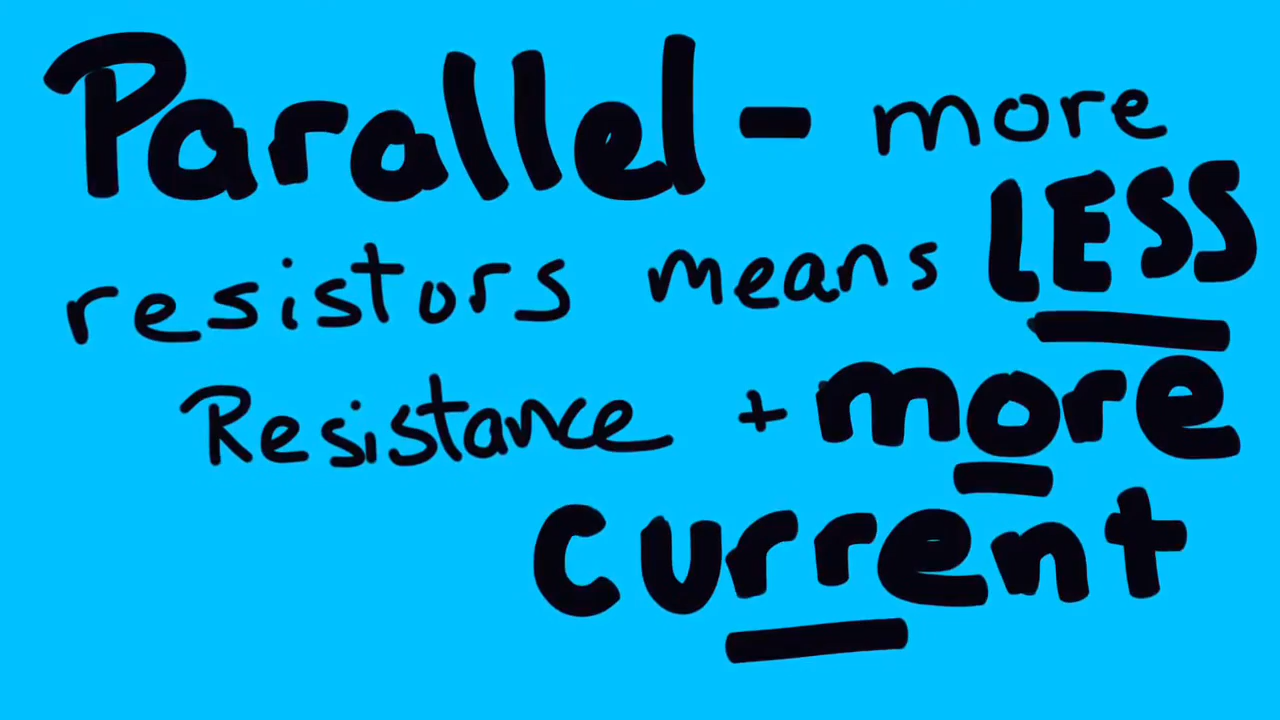 Parallel - more
resistors means LESS
Resistance + more
current